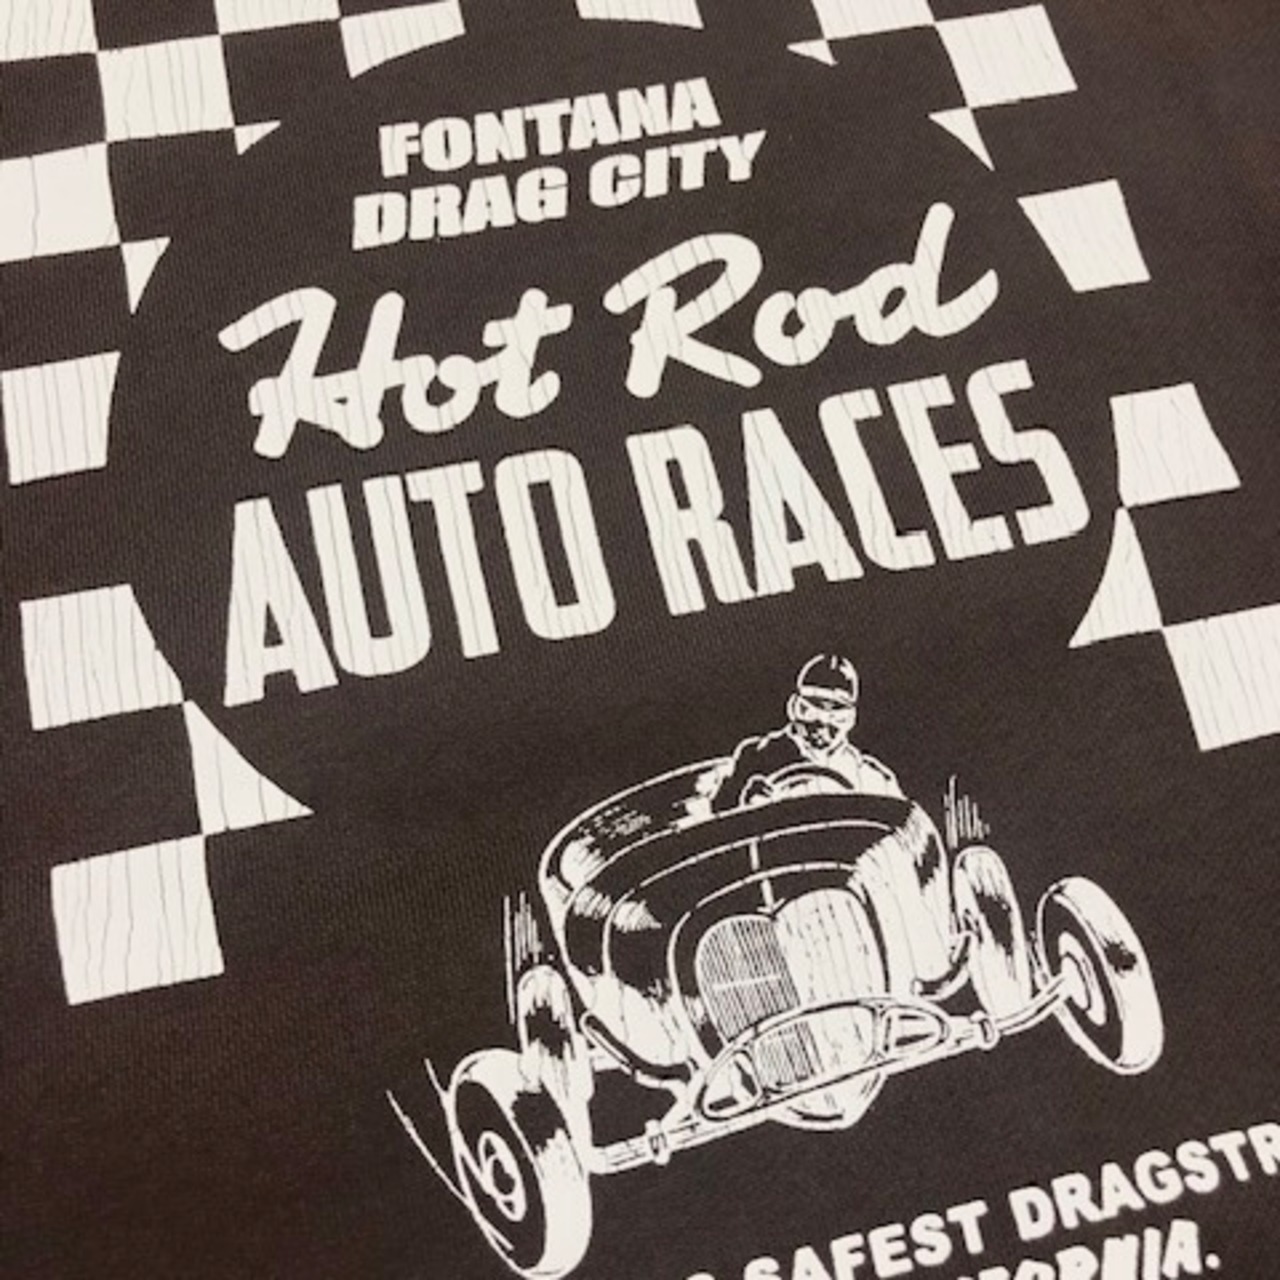 FONTANA
DRAG CITY
Hot Rod
AUTO RACES
SAFEST DRAGSTR